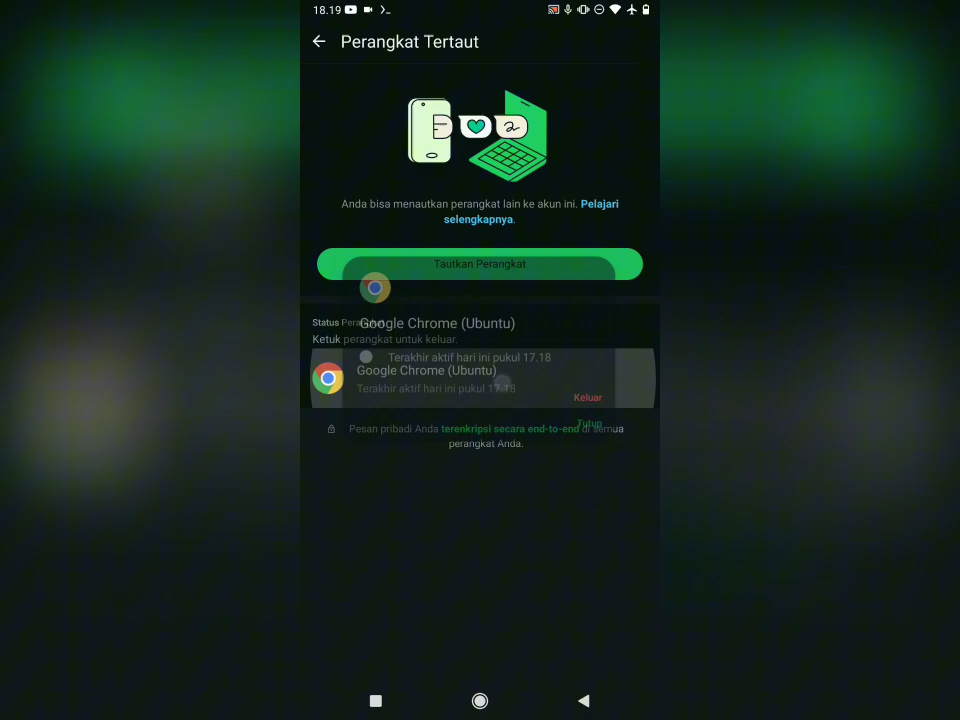 18.19
Perangkat Tertaut
Anda bisa menautkan perangkat lain ke akun ini. Pelajari
selengkapnya.
Tautkan Perangkat
Status Perangkat
Google Chrome (Ubuntu)
Ketuk perangkat untuk keluar.
Terakhir aktif hari ini pukul 17.18
Google Chrome (Ubuntu)
Terakhir aktif hari ini pukul 17.18
Keluar
Tutup
Pesan pribadi Anda terenkripsi secara end-to-end di semua
perangkat Anda.